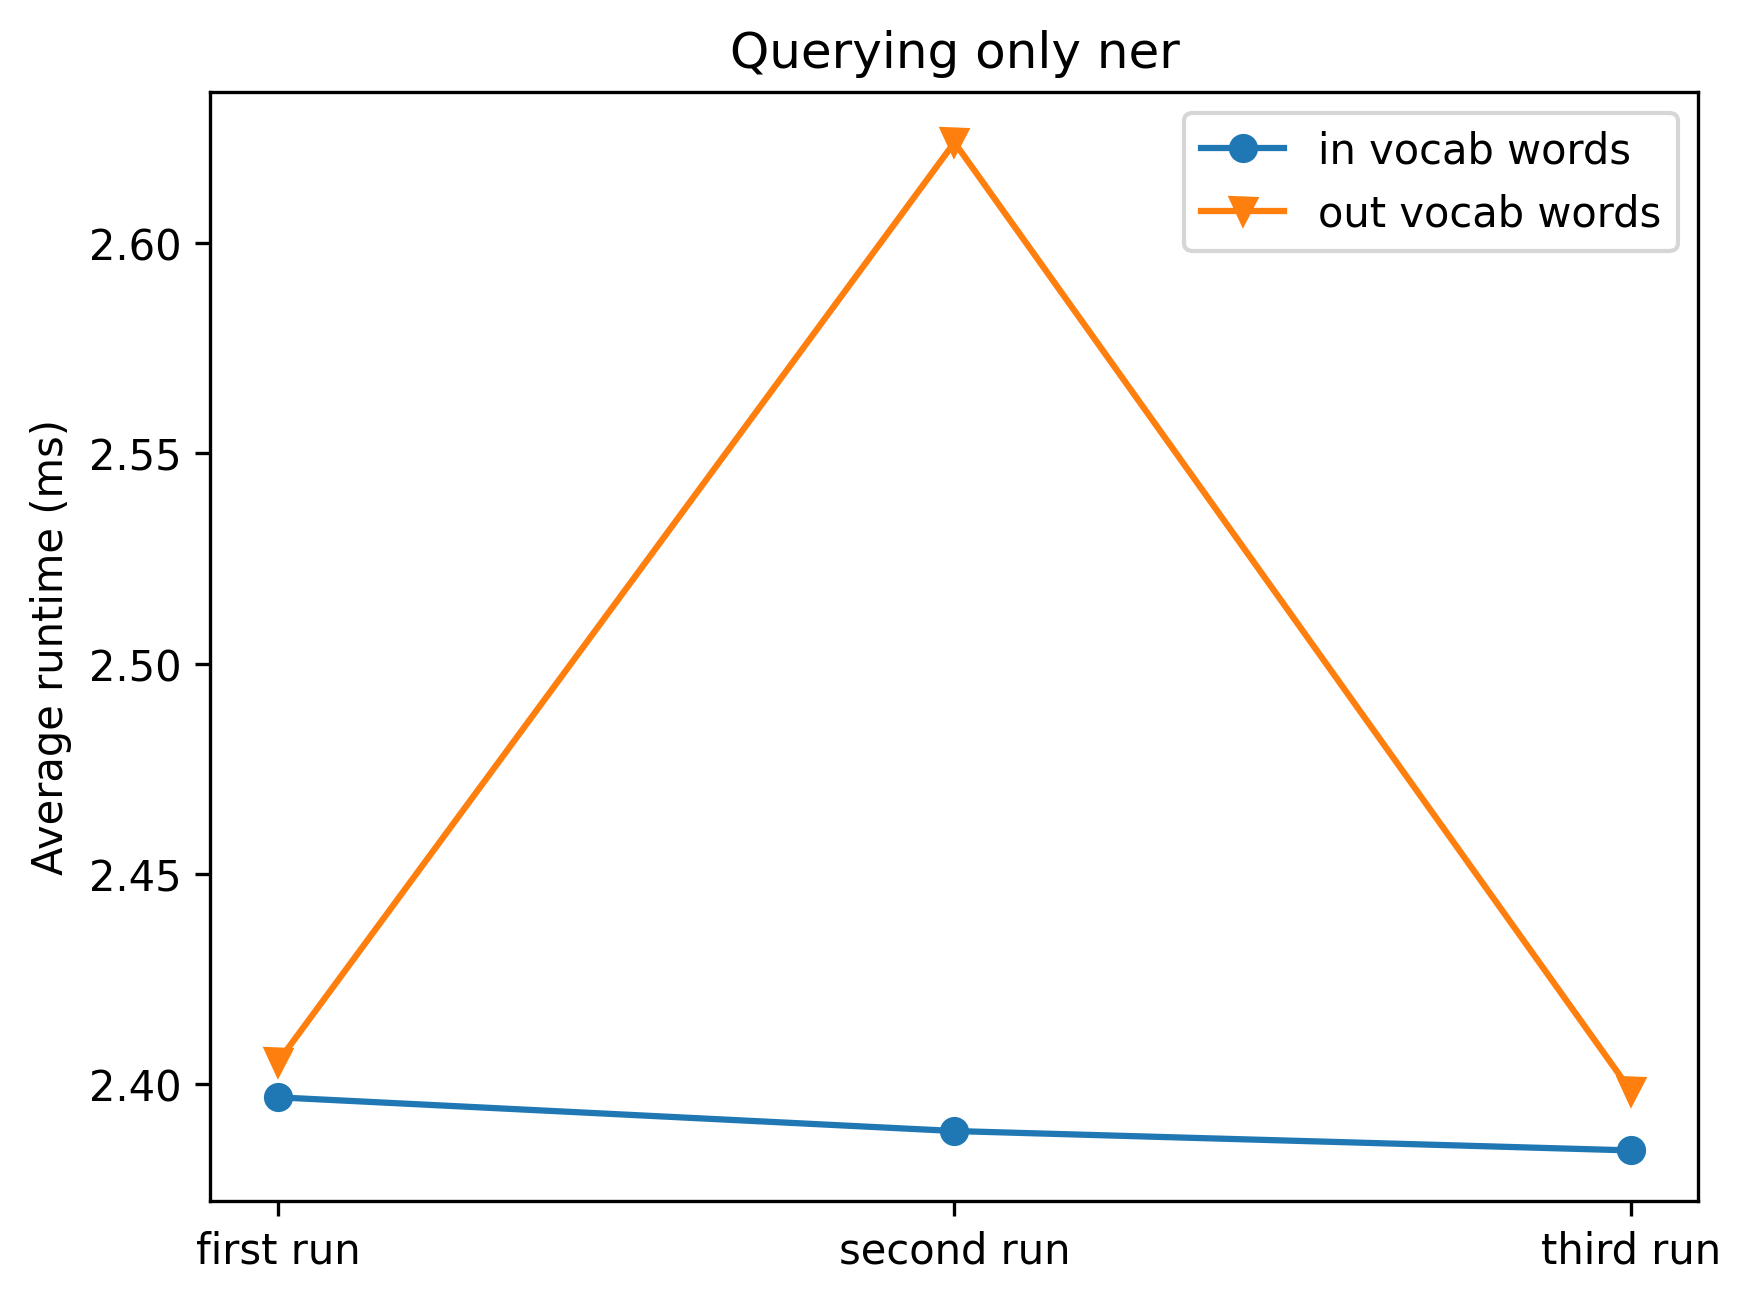 Querying only ner
in vocab words
out vocab words
Average runtime (ms)
2.60
2.55
2.50
2.45
2.40
first run
second run
third run